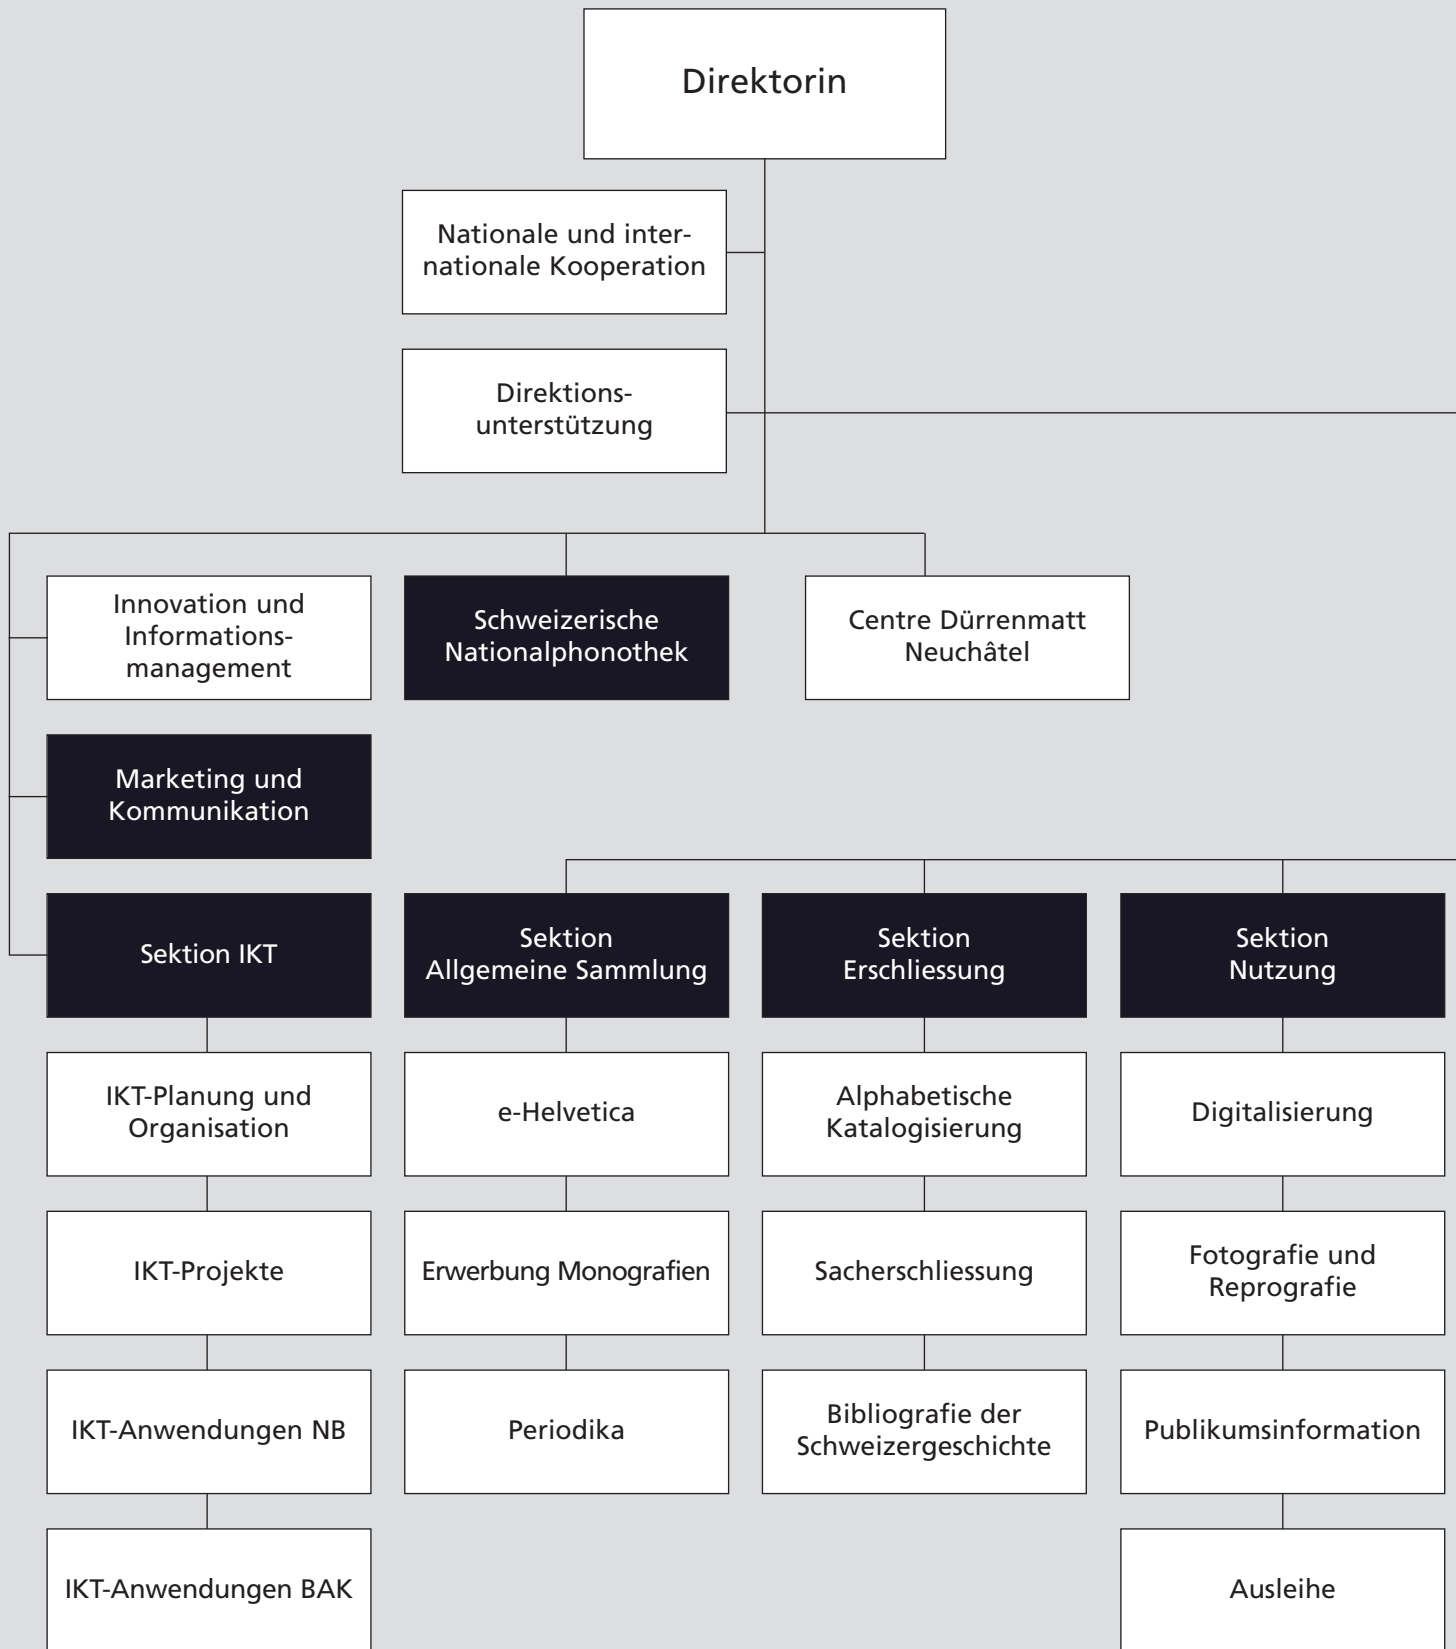 Direktorin
Nationale und inter-
nationale Kooperation
Direktions-
unterstützung
Innovation und
Informations-
management
Schweizerische
Nationalphonothek
Centre Dürrenmatt
Neuchâtel
Marketing und
Kommunikation
Sektion IKT
Sektion
Allgemeine Sammlung
Sektion
Erschliessung
Sektion
Nutzung
IKT-Planung und
Organisation
e-Helvetica
Alphabetische
Katalogisierung
Digitalisierung
IKT-Projekte
Erwerbung Monografien
Sacherschliessung
Fotografie und
Reprografie
IKT-Anwendungen NB
Periodika
Bibliografie der
Schweizergeschichte
Publikumsinformation
IKT-Anwendungen BAK
Ausleihe